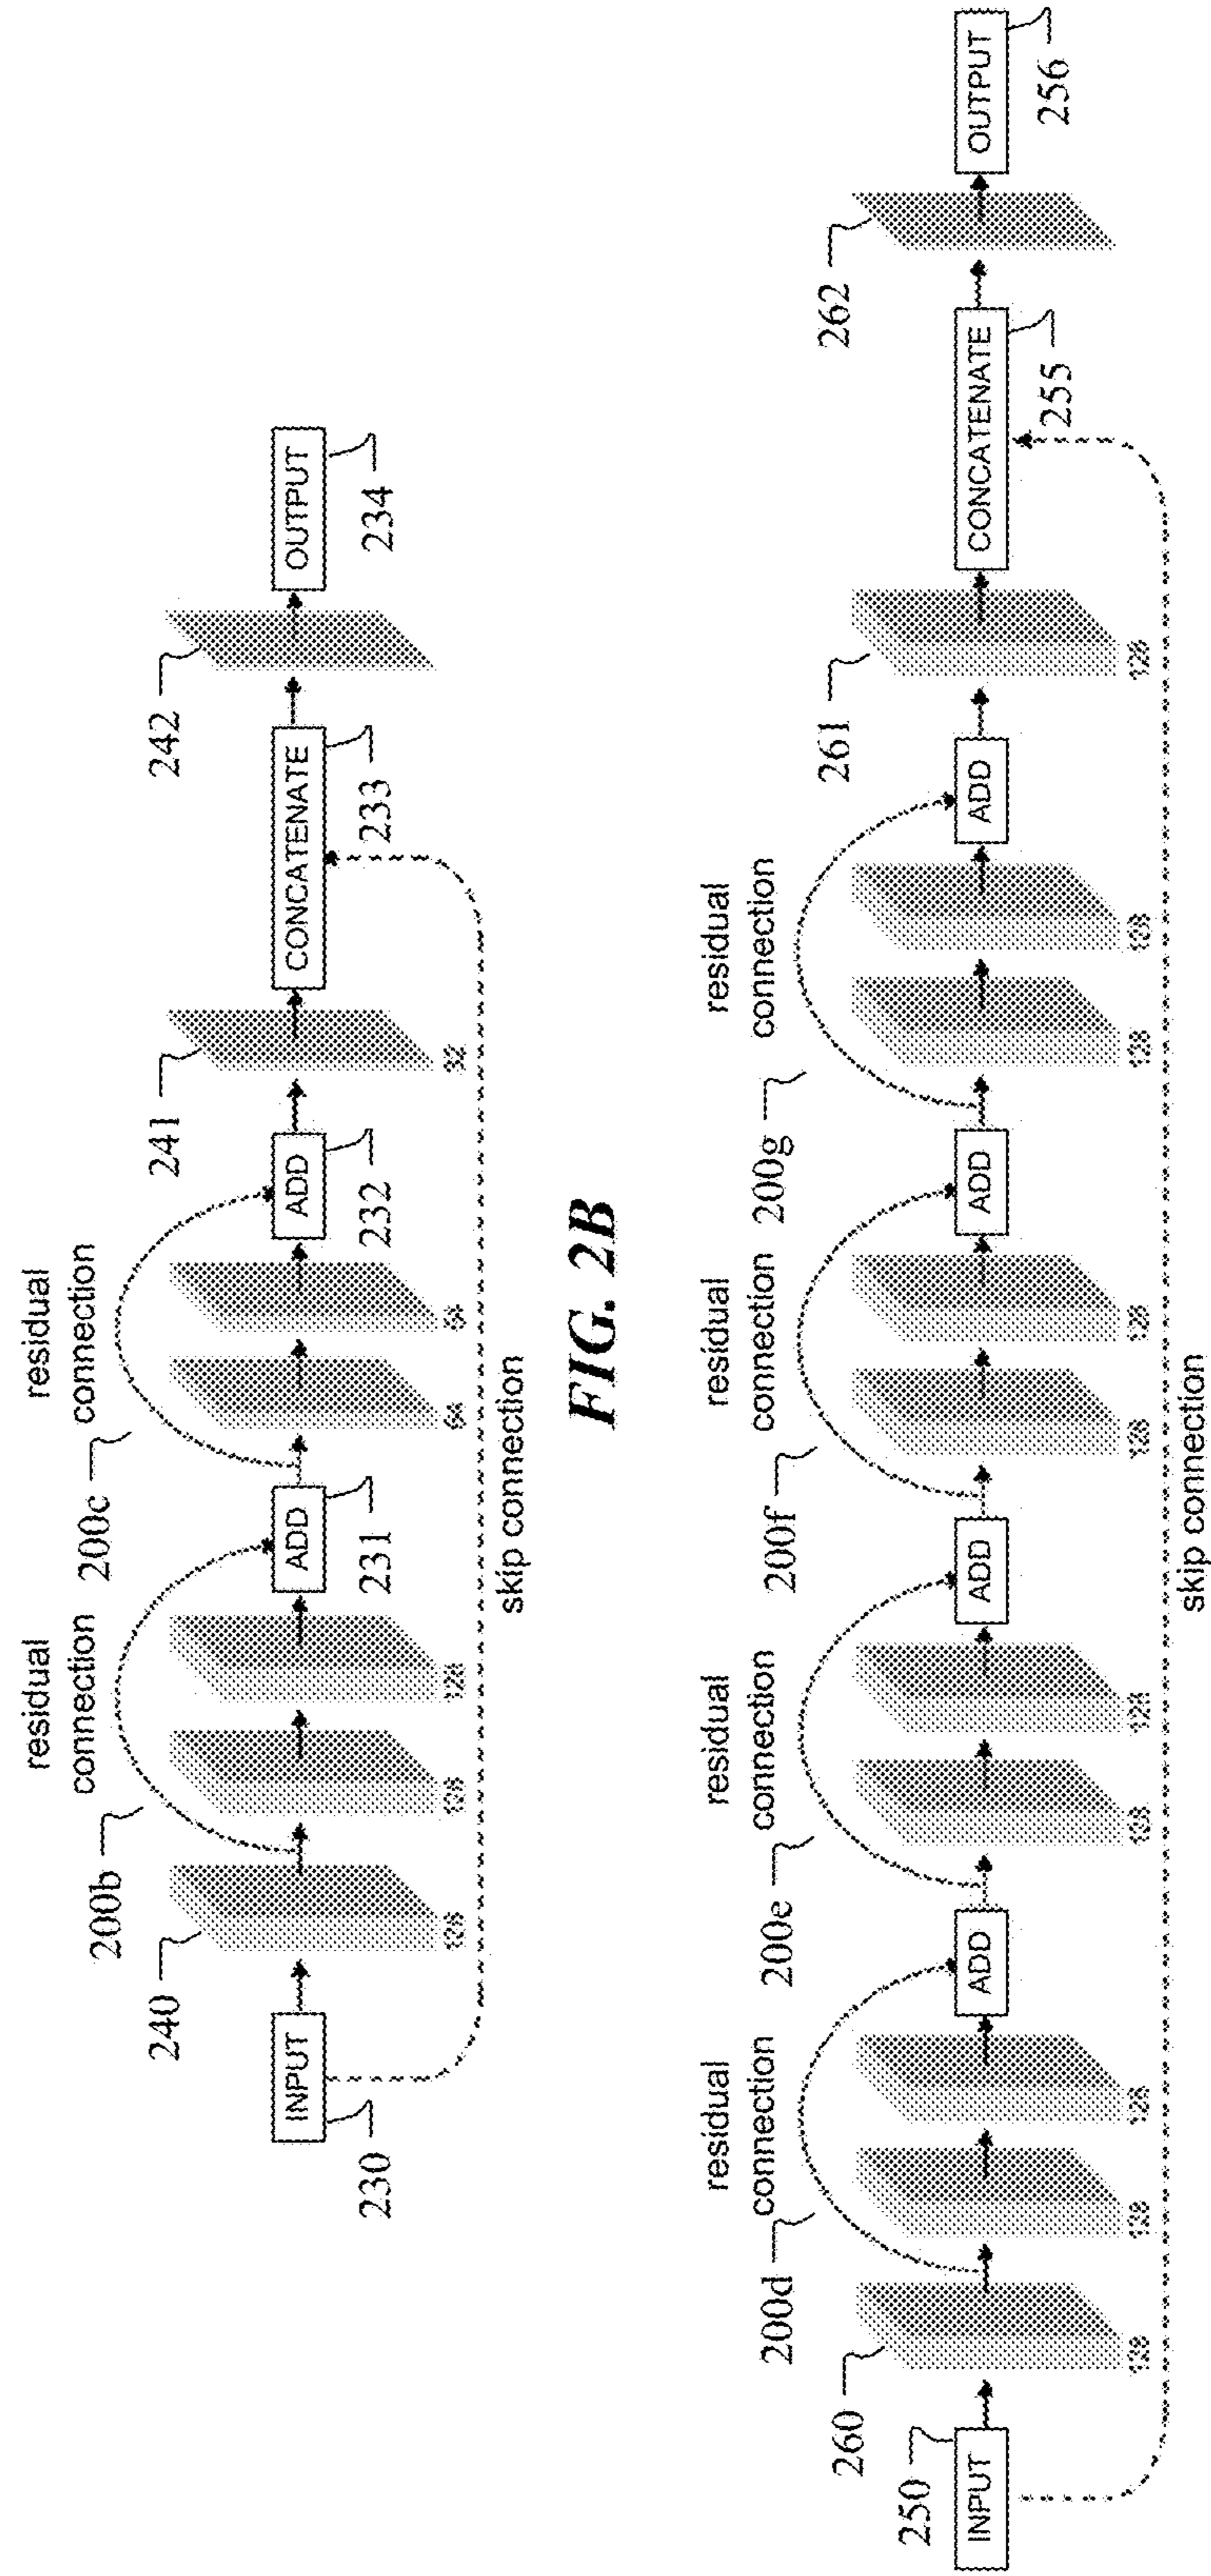 residual
connection
residual
connection
200b
200c
240
241
242
INPUT
ADD
ADD
CONCATENATE
OUTPUT
230
231
232
233
234
128
128
128
64
64
32
skip connection
FIG. 2B
residual
connection
residual
connection
residual
connection
residual
connection
200d
200e
200f
200g
260
261
262
250
INPUT
ADD
ADD
ADD
ADD
CONCATENATE
OUTPUT
255
256
128
128
128
128
128
128
128
128
128
128
skip connection